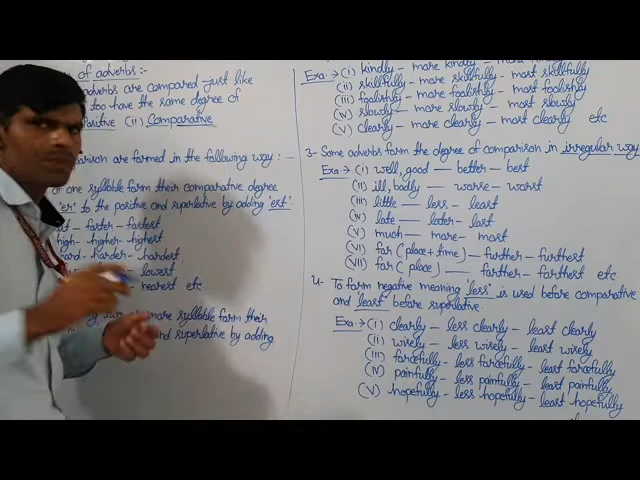 of adverbs:-
adverbs are compared just like
too have the same degree of
Positive (ii) Comparative
comparison are formed in the following way: -
of one syllable form their comparative degree
'er' to the positive and superlative by adding 'est'
faster - fastest
high - higher - highest
hard - harder - hardest
lowest
nearest etc
more syllable form their
and superlative by adding
Exa. → (i) kindly - more kindly -
(ii) skillfully - more skillfully - most skillfully
(iii) foolishly - more foolishly - most foolishly
(iv) slowly - more slowly - most slowly
(v) clearly - more clearly - most clearly etc
3- Some adverbs form the degree of comparison in irregular way
Exa → (i) well, good — better - best
(ii) ill, badly — worse - worst
(iii) little — less - least
(iv) late — later - last
(v) much — more - most
(vi) far (place + time) — further - furthest
(vii) far (place) — farther - farthest etc
4- To form negative meaning 'less' is used before comparative
and 'least' before superlative
Exa → (i) clearly - less clearly - least clearly
(ii) wisely - less wisely - least wisely
(iii) forcefully - less forcefully - least forcefully
(iv) painfully - less painfully - least painfully
(v) hopefully - less hopefully - least hopefully